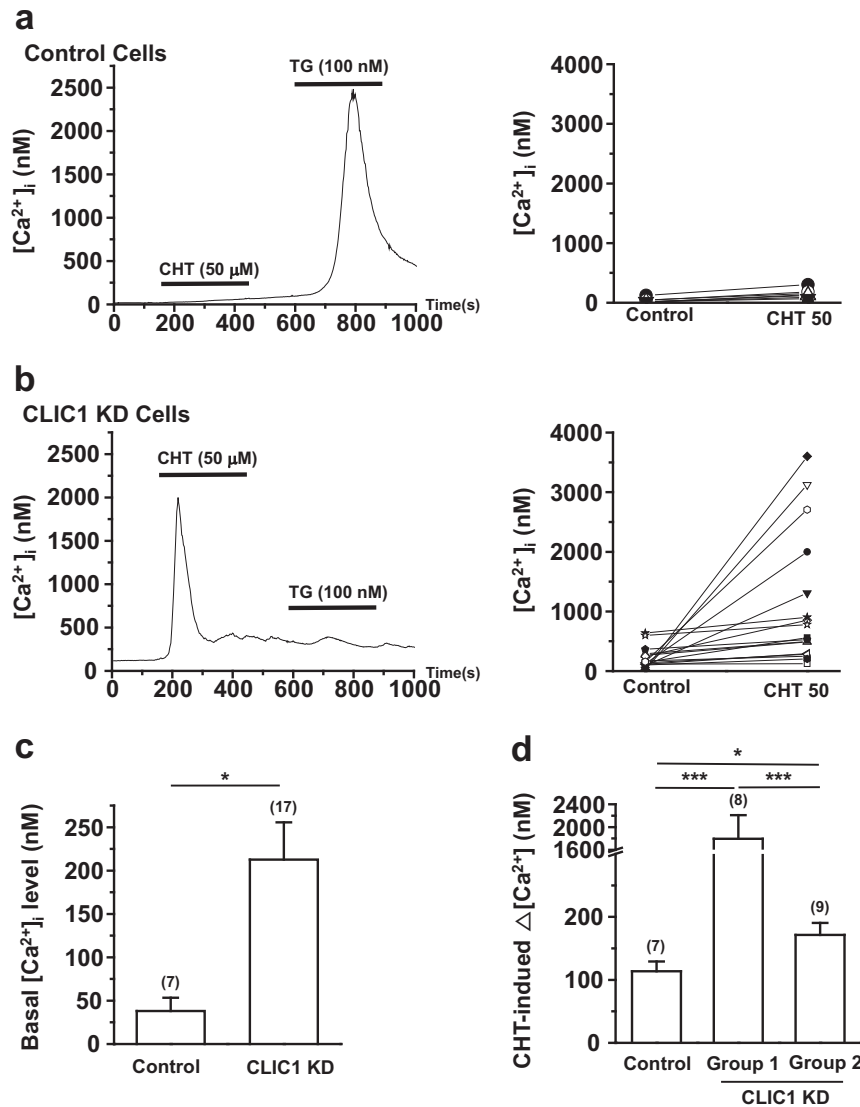 a
Control Cells
TG (100 nM)
CHT (50 μM)
[Ca²⁺]ᵢ (nM)
2500
2000
1500
1000
500
0
0 200 400 600 800 1000
Time(s)
[Ca²⁺]ᵢ (nM)
4000
3000
2000
1000
0
Control
CHT 50
b
CLIC1 KD Cells
CHT (50 μM)
TG (100 nM)
[Ca²⁺]ᵢ (nM)
2500
2000
1500
1000
500
0
0 200 400 600 800 1000
Time(s)
[Ca²⁺]ᵢ (nM)
4000
3000
2000
1000
0
Control
CHT 50
c
*
(17)
(7)
Basal [Ca²⁺]ᵢ level (nM)
250
200
150
100
50
0
Control
CLIC1 KD
d
*
*** ***
(8)
(9)
(7)
CHT-indued △[Ca²⁺] (nM)
2400
2000
1600
200
100
0
Control
Group 1
Group 2
CLIC1 KD